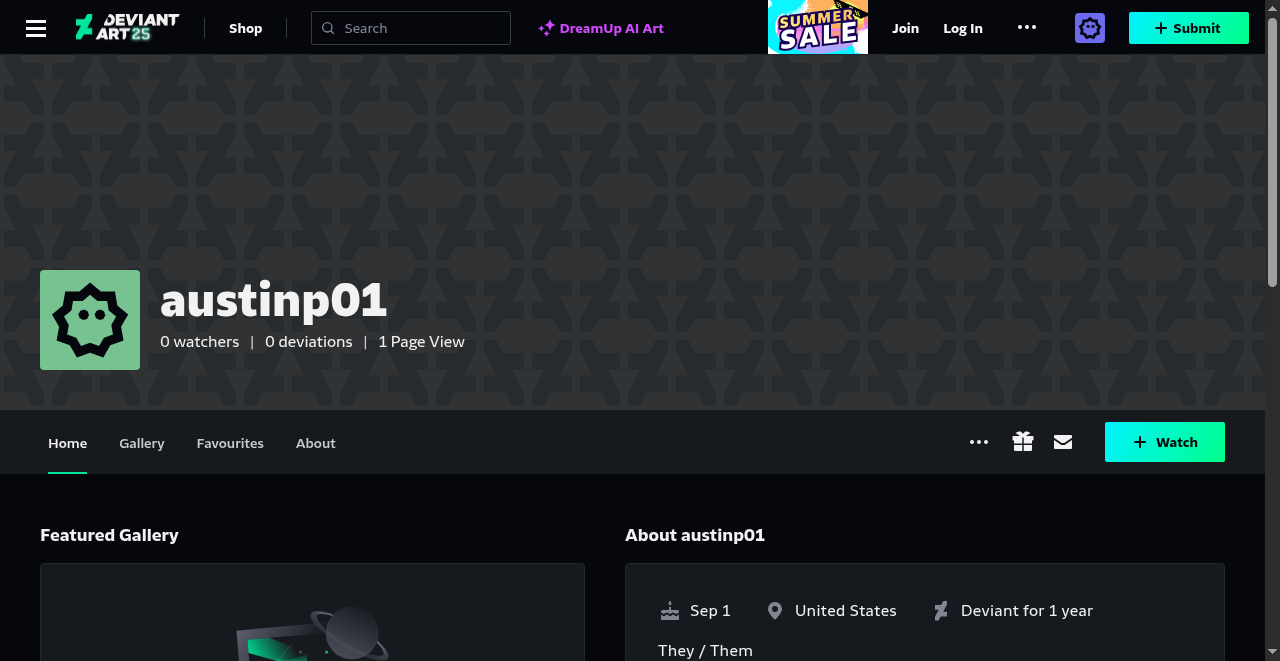 DEVIANT
ART 25
Shop
Search
DreamUp AI Art
SUMMER
SALE
Join
Log In
Submit
austinp01
0 watchers | 0 deviations | 1 Page View
Home
Gallery
Favourites
About
Watch
Featured Gallery
About austinp01
Sep 1
United States
Deviant for 1 year
They / Them